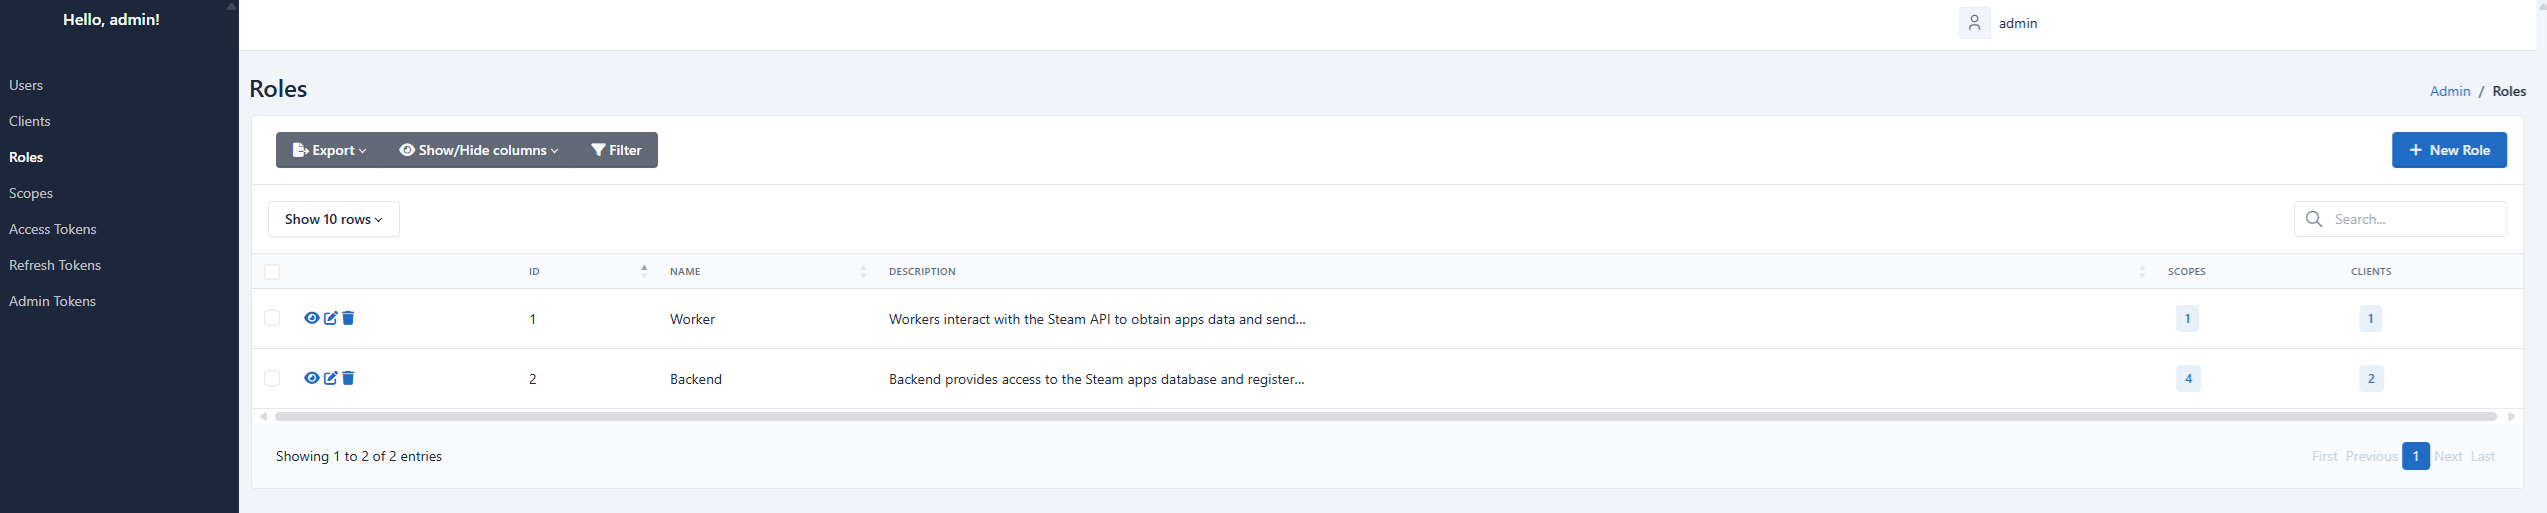 Hello, admin!
admin
Users
Clients
Roles
Scopes
Access Tokens
Refresh Tokens
Admin Tokens
Roles
Admin / Roles
Export Show/Hide columns Filter
New Role
Show 10 rows
Search...
ID NAME DESCRIPTION SCOPES CLIENTS
1 Worker Workers interact with the Steam API to obtain apps data and send... 1 1
2 Backend Backend provides access to the Steam apps database and register... 4 2
Showing 1 to 2 of 2 entries
First Previous 1 Next Last